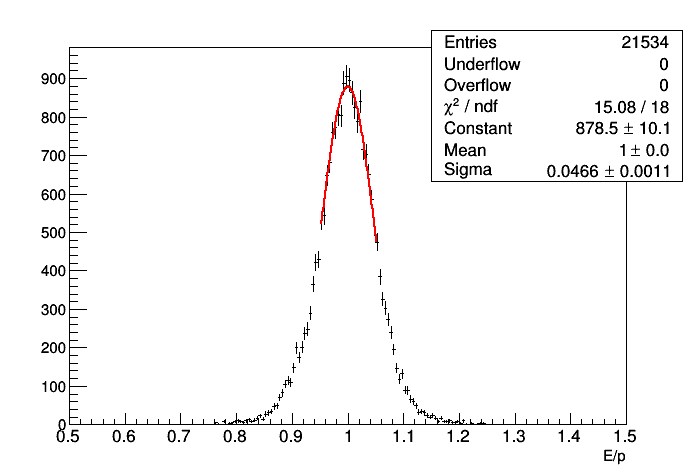 Entries 21534
Underflow 0
Overflow 0
χ² / ndf 15.08 / 18
Constant 878.5 ± 10.1
Mean 1 ± 0.0
Sigma 0.0466 ± 0.0011
900
800
700
600
500
400
300
200
100
0
0.5 0.6 0.7 0.8 0.9 1 1.1 1.2 1.3 1.4 1.5
E/p